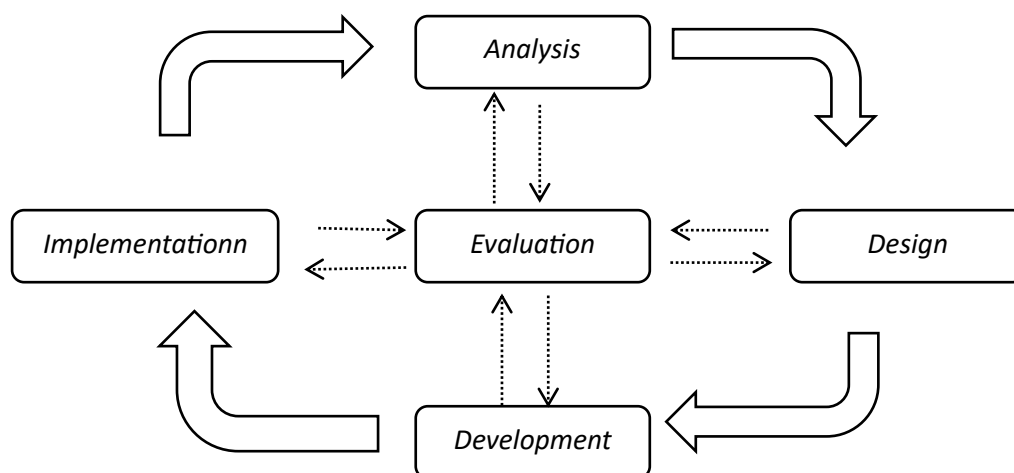 Analysis
Implementationn
Evaluation
Design
Development